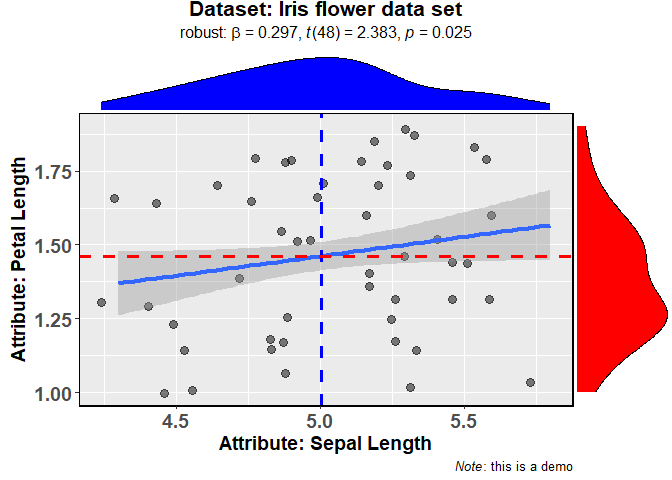 Dataset: Iris flower data set
robust: β = 0.297, t(48) = 2.383, p = 0.025
Attribute: Petal Length
1.75
1.50
1.25
1.00
4.5 5.0 5.5
Attribute: Sepal Length
Note: this is a demo